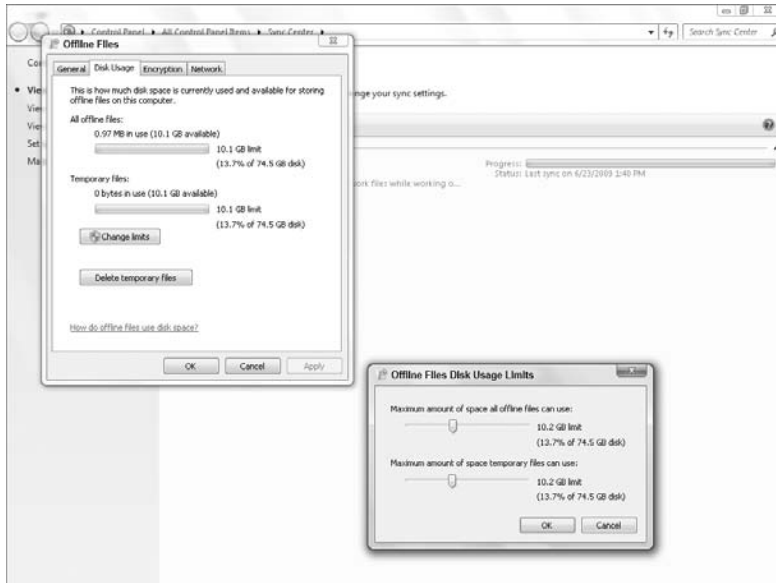 Control Panel ▸ All Control Panel Items ▸ Sync Center ▸
Search Sync Center
Offline Files
General Disk Usage Encryption Network
This is how much disk space is currently used and available for storing
offline files on this computer.
All offline files:
0.97 MB in use (10.1 GB available)
10.1 GB limit
(13.7% of 74.5 GB disk)
Temporary files:
0 bytes in use (10.1 GB available)
10.1 GB limit
(13.7% of 74.5 GB disk)
Change limits
Delete temporary files
How do offline files use disk space?
OK Cancel Apply
Co
Vie
Vie
Vie
Set
Ma
nge your sync settings.
Progress:
Status: Last sync on 6/23/2009 1:40 PM
ork files while working o...
Offline Files Disk Usage Limits
Maximum amount of space all offline files can use:
10.2 GB limit
(13.7% of 74.5 GB disk)
Maximum amount of space temporary files can use:
10.2 GB limit
(13.7% of 74.5 GB disk)
OK Cancel